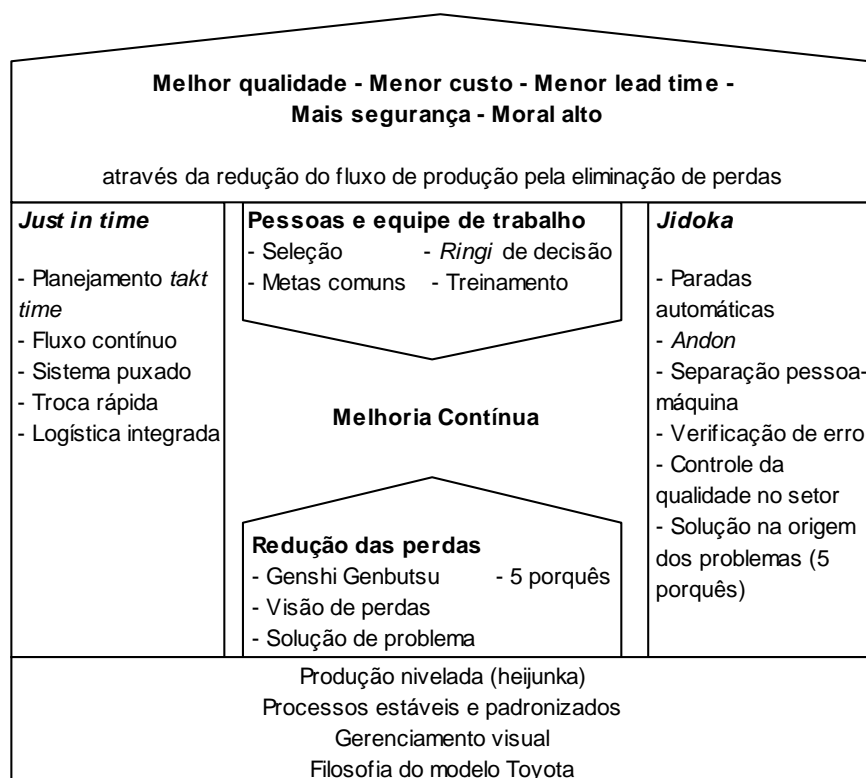 Melhor qualidade - Menor custo - Menor lead time -
Mais segurança - Moral alto
através da redução do fluxo de produção pela eliminação de perdas
Just in time
- Planejamento takt
time
- Fluxo contínuo
- Sistema puxado
- Troca rápida
- Logística integrada
Pessoas e equipe de trabalho
- Seleção - Ringi de decisão
- Metas comuns - Treinamento
Melhoria Contínua
Redução das perdas
- Genshi Genbutsu - 5 porquês
- Visão de perdas
- Solução de problema
Jidoka
- Paradas
automáticas
- Andon
- Separação pessoa-
máquina
- Verificação de erro
- Controle da
qualidade no setor
- Solução na origem
dos problemas (5
porquês)
Produção nivelada (heijunka)
Processos estáveis e padronizados
Gerenciamento visual
Filosofia do modelo Toyota